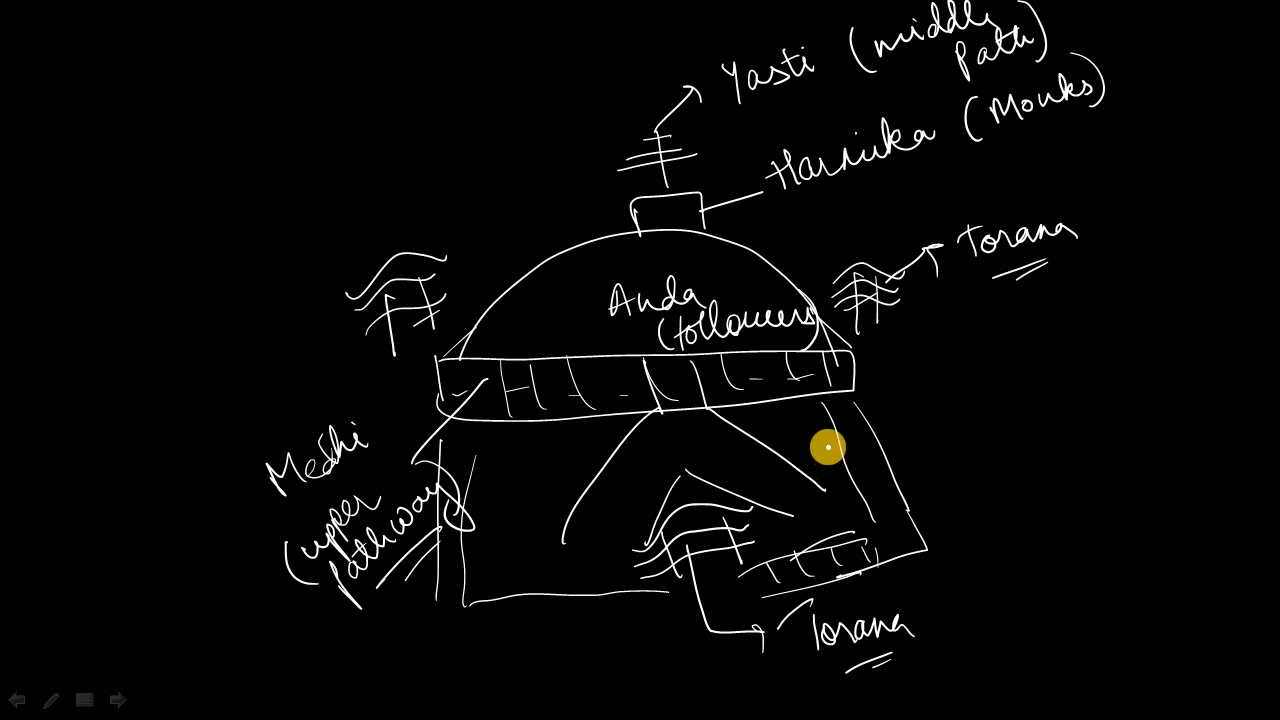 Yasti (middle
path)
Harmika (Monks)
Torana
Anda
(followers)
Medhi
(upper
pathway)
Torana